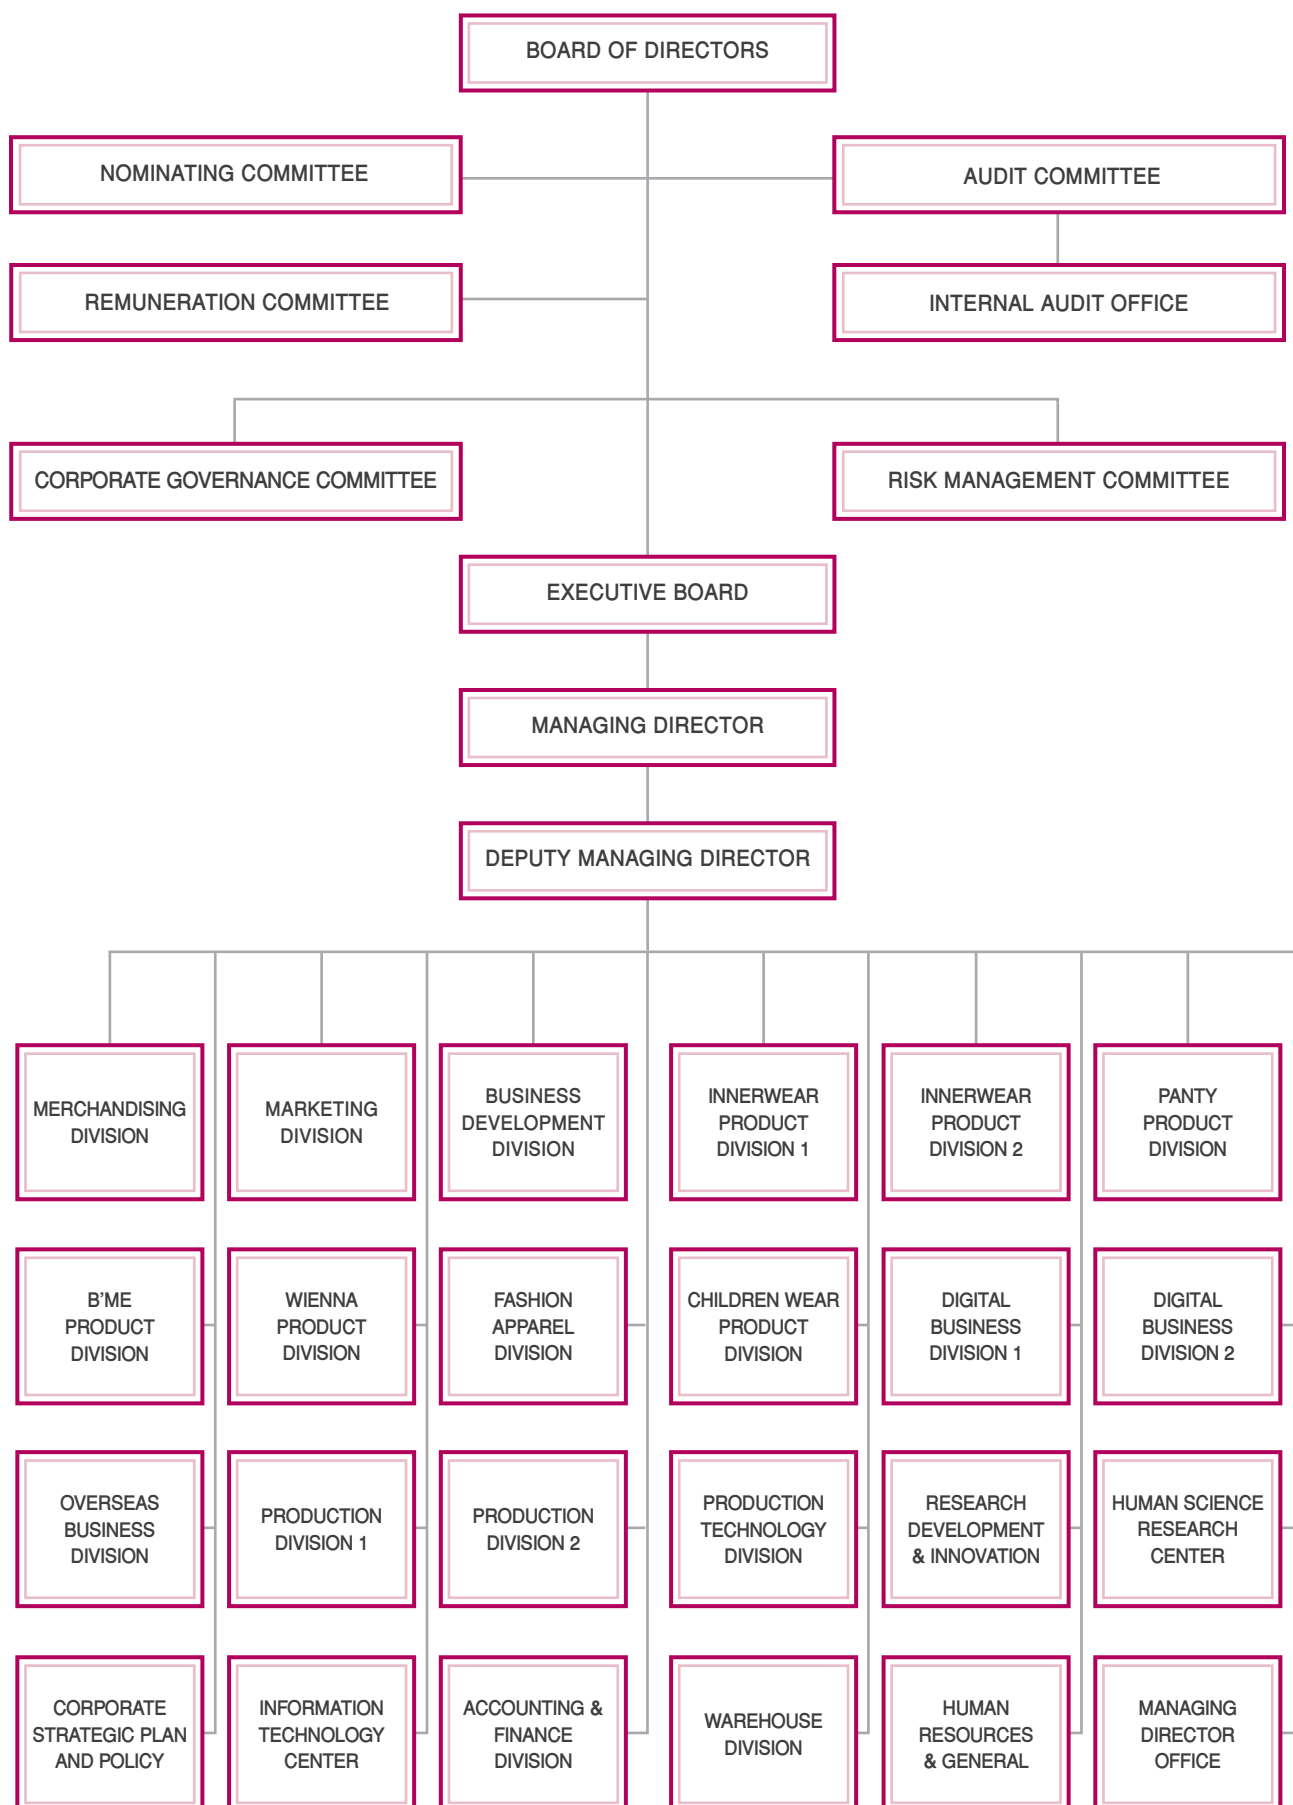 BOARD OF DIRECTORS
NOMINATING COMMITTEE
AUDIT COMMITTEE
REMUNERATION COMMITTEE
INTERNAL AUDIT OFFICE
CORPORATE GOVERNANCE COMMITTEE
RISK MANAGEMENT COMMITTEE
EXECUTIVE BOARD
MANAGING DIRECTOR
DEPUTY MANAGING DIRECTOR
MERCHANDISING
DIVISION
MARKETING
DIVISION
BUSINESS
DEVELOPMENT
DIVISION
INNERWEAR
PRODUCT
DIVISION 1
INNERWEAR
PRODUCT
DIVISION 2
PANTY
PRODUCT
DIVISION
B’ME
PRODUCT
DIVISION
WIENNA
PRODUCT
DIVISION
FASHION
APPAREL
DIVISION
CHILDREN WEAR
PRODUCT
DIVISION
DIGITAL
BUSINESS
DIVISION 1
DIGITAL
BUSINESS
DIVISION 2
OVERSEAS
BUSINESS
DIVISION
PRODUCTION
DIVISION 1
PRODUCTION
DIVISION 2
PRODUCTION
TECHNOLOGY
DIVISION
RESEARCH
DEVELOPMENT
& INNOVATION
HUMAN SCIENCE
RESEARCH
CENTER
CORPORATE
STRATEGIC PLAN
AND POLICY
INFORMATION
TECHNOLOGY
CENTER
ACCOUNTING &
FINANCE
DIVISION
WAREHOUSE
DIVISION
HUMAN
RESOURCES
& GENERAL
MANAGING
DIRECTOR
OFFICE